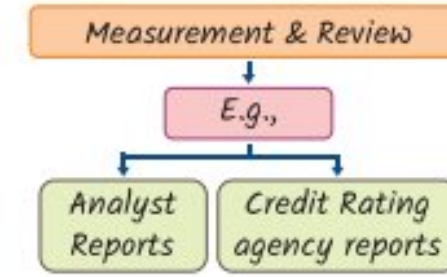 Measurement & Review
E.g.,
Analyst
Reports
Credit Rating
agency reports